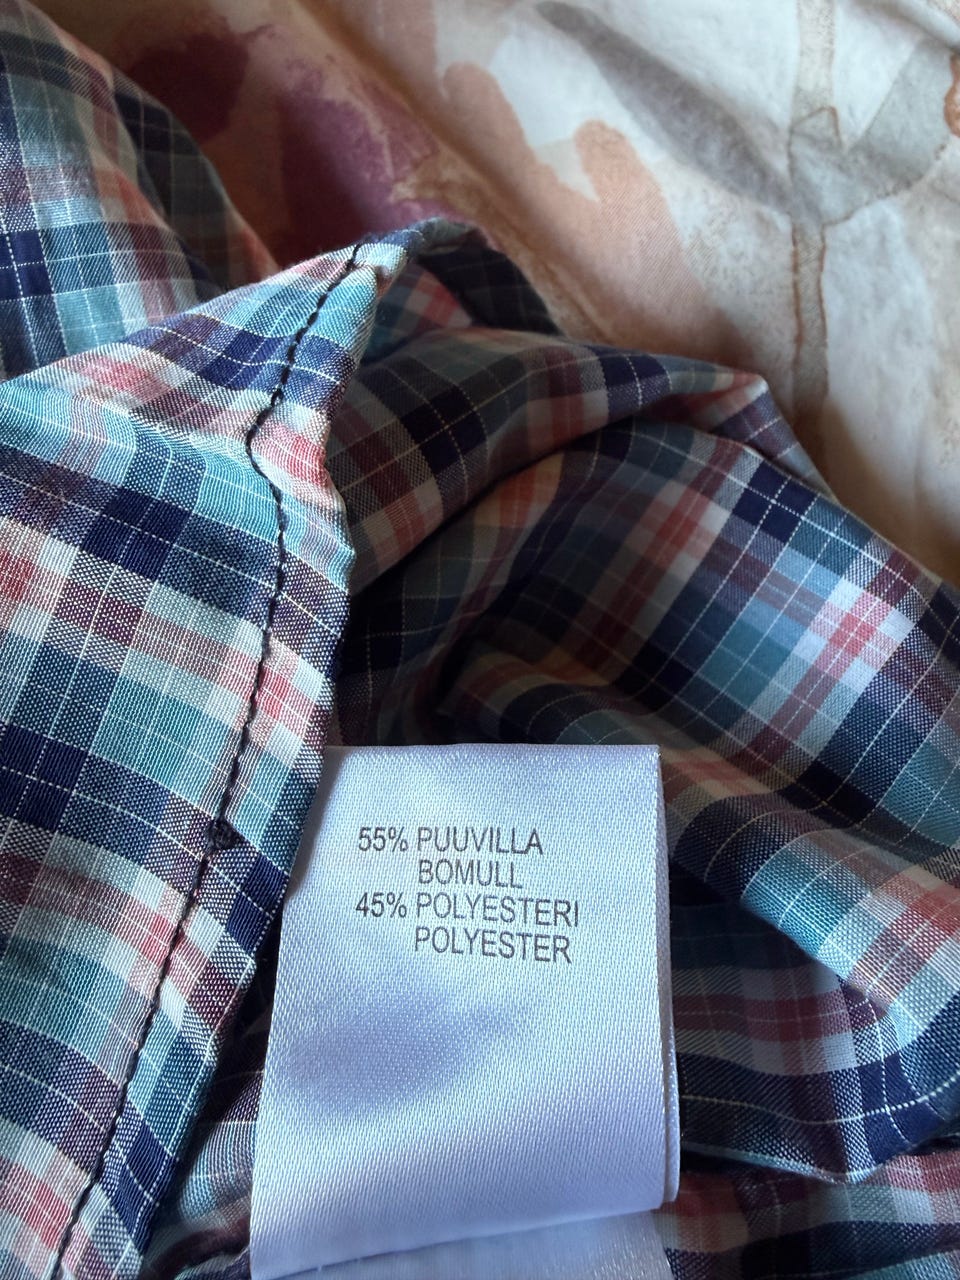 55% PUUVILLA
BOMULL
45% POLYESTERI
POLYESTER